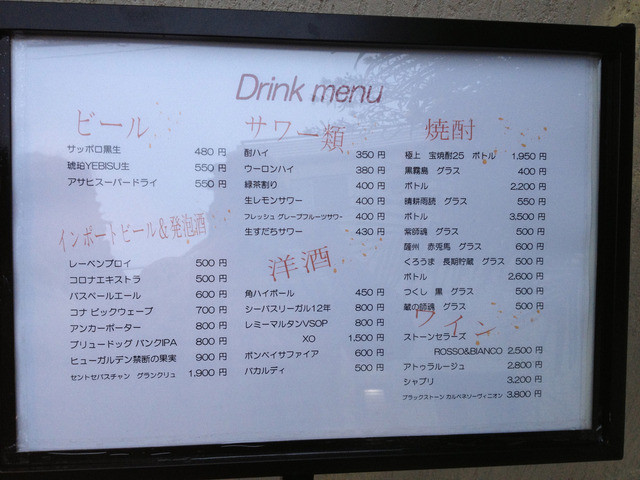 Drink menu
ビール
サッポロ黒生 480 円
琥珀YEBISU生 550 円
アサヒスーパードライ 550 円
インポートビール&発泡酒
レーベンブロイ 500 円
コロナエキストラ 500 円
バスペールエール 600 円
コナ ビックウェーブ 700 円
アンカーポーター 800 円
ブリュードッグ パンクIPA 800 円
ヒューガルデン禁断の果実 900 円
セントセバスチャン グランクリュ 1,900 円
サワー類
酎ハイ 350 円
ウーロンハイ 380 円
緑茶割り 400 円
生レモンサワー 400 円
フレッシュ グレープフルーツサワー 400 円
生すだちサワー 430 円
洋酒
角ハイボール 450 円
シーバスリーガル12年 800 円
レミーマルタンVSOP 800 円
XO 1,500 円
ボンベイサファイア 600 円
バカルディ 500 円
焼酎
極上 宝焼酎25 ボトル 1,950 円
黒霧島 グラス 400 円
ボトル 2,200 円
晴耕雨読 グラス 550 円
ボトル 3,500 円
紫師魂 グラス 500 円
薩州 赤兎馬 グラス 600 円
くろうま 長期貯蔵 グラス 500 円
ボトル 2,600 円
つくし 黒 グラス 500 円
蔵の師魂 グラス 500 円
ワイン
ストーンセラーズ
ROSSO&BIANCO 2,500 円
アトゥラルージュ 2,800 円
シャブリ 3,200 円
ブラックストーン カルベネソーヴィニオン 3,800 円